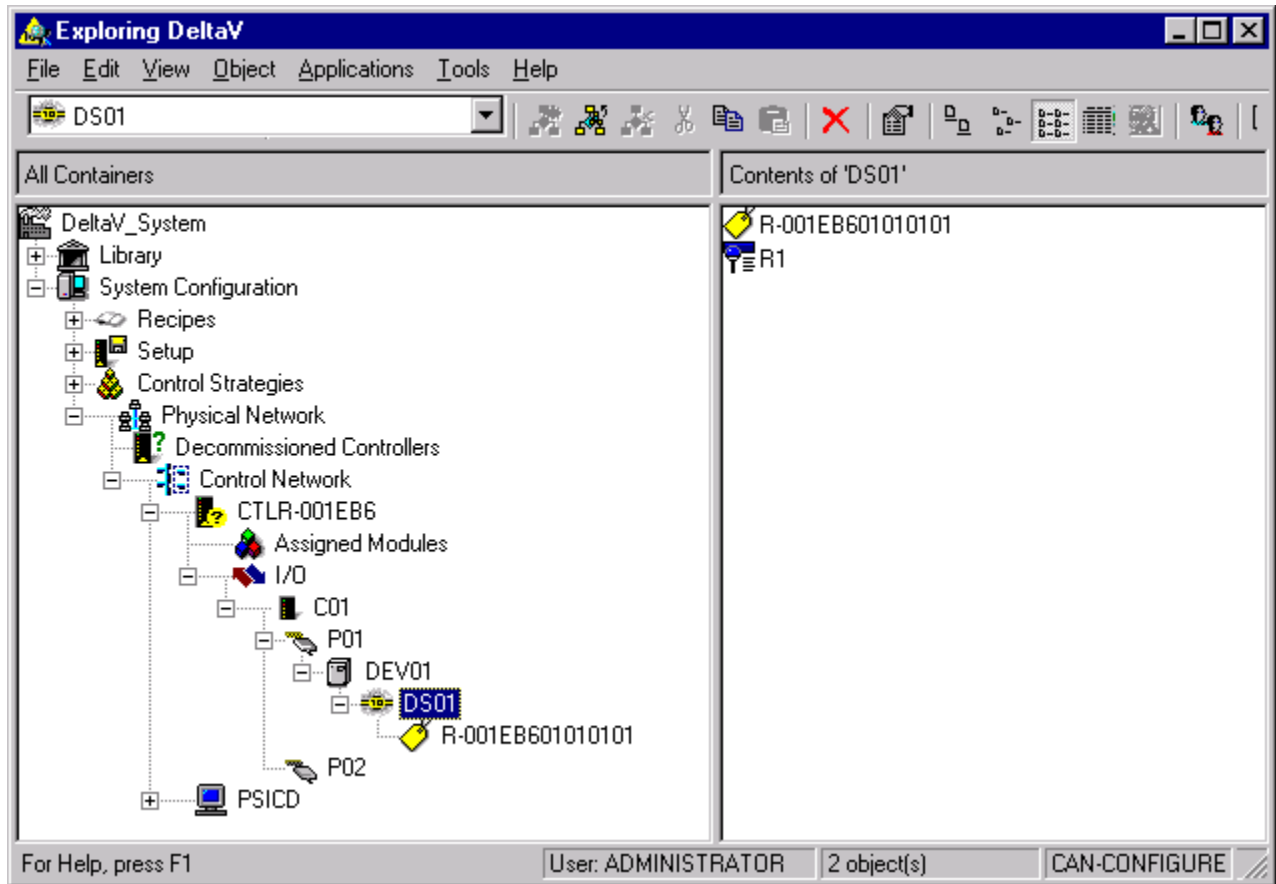 Exploring DeltaV
File Edit View Object Applications Tools Help
DS01
All Containers
Contents of 'DS01'
DeltaV_System
Library
System Configuration
Recipes
Setup
Control Strategies
Physical Network
Decommissioned Controllers
Control Network
CTLR-001EB6
Assigned Modules
I/O
C01
P01
DEV01
DS01
R-001EB601010101
P02
PSICD
R-001EB601010101
R1
For Help, press F1
User: ADMINISTRATOR
2 object(s)
CAN-CONFIGURE